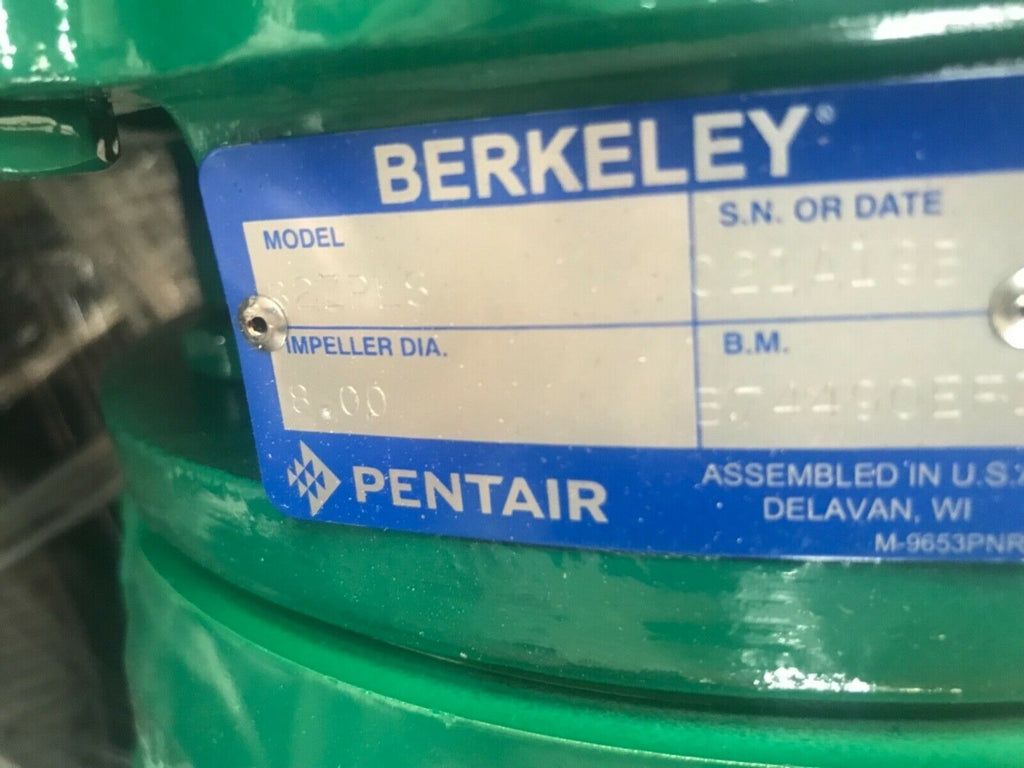 BERKELEY®
MODEL
S.N. OR DATE
IMPELLER DIA.
B.M.
8.00
PENTAIR
ASSEMBLED IN
DELAVAN, WI
M-9653PNR